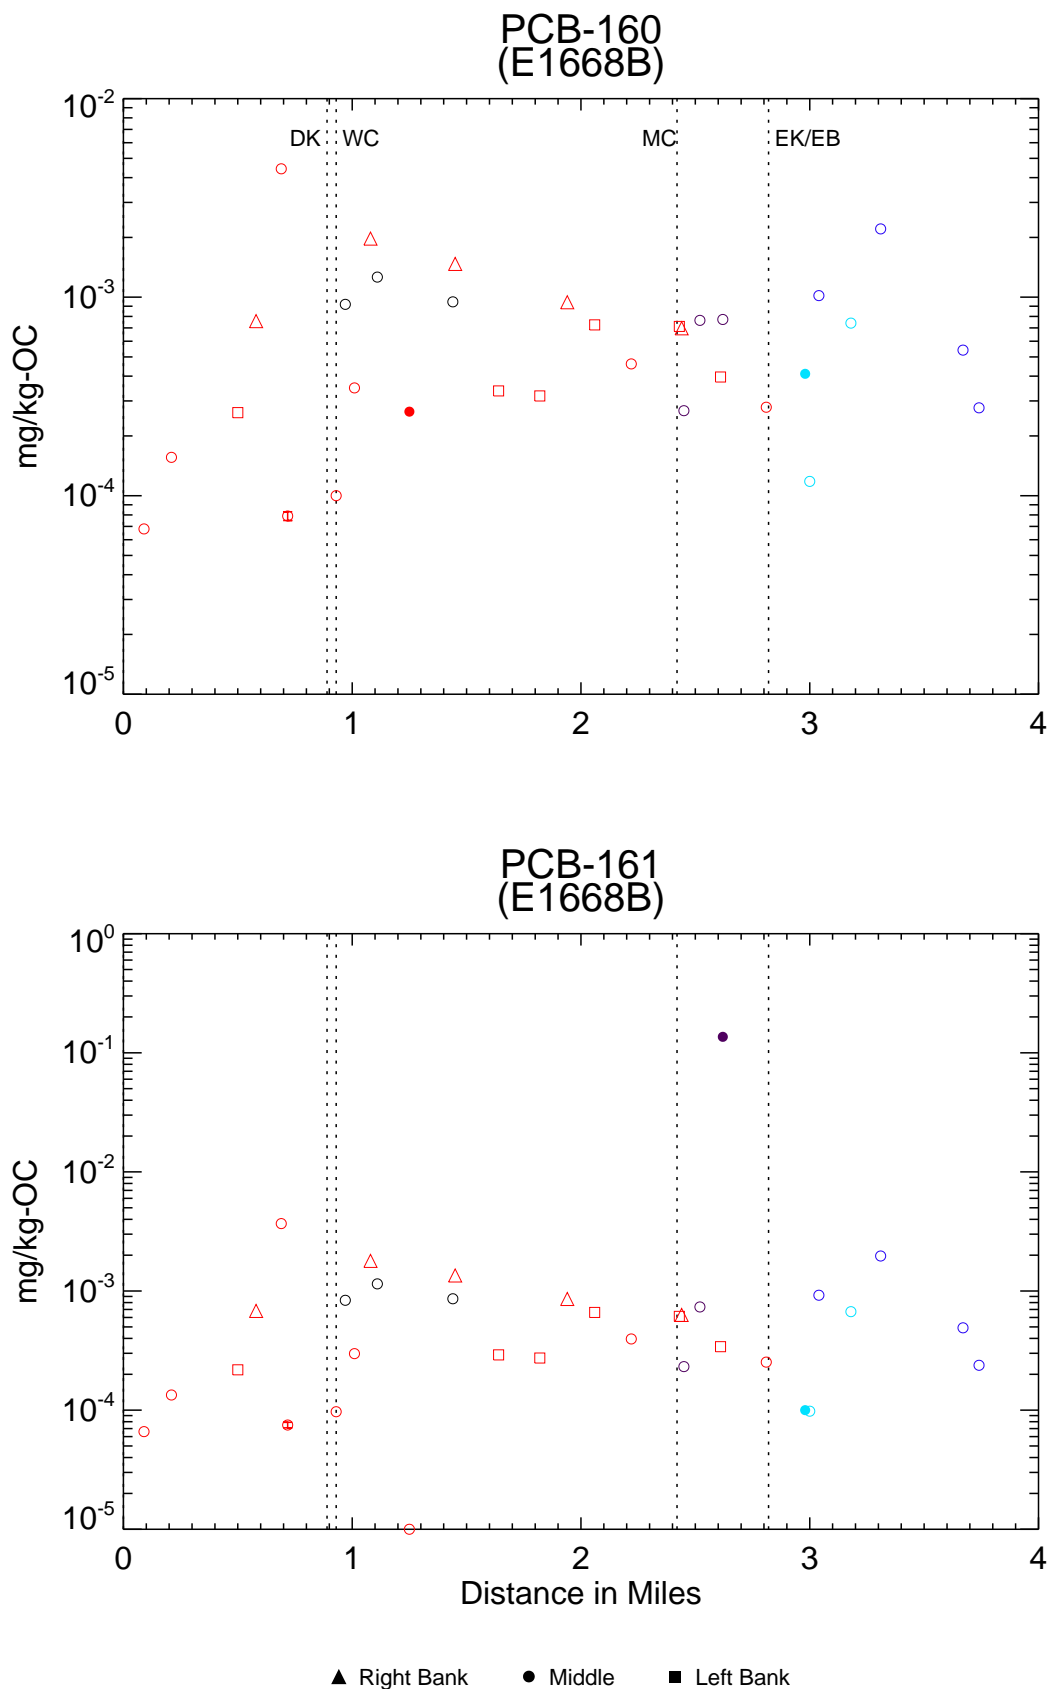 PCB-160
(E1668B)
10-2
DK WC MC EK/EB
10-3
mg/kg-OC
10-4
10-5
0 1 2 3 4
PCB-161
(E1668B)
100
10-1
10-2
mg/kg-OC
10-3
10-4
10-5
0 1 2 3 4
Distance in Miles
Right Bank Middle Left Bank